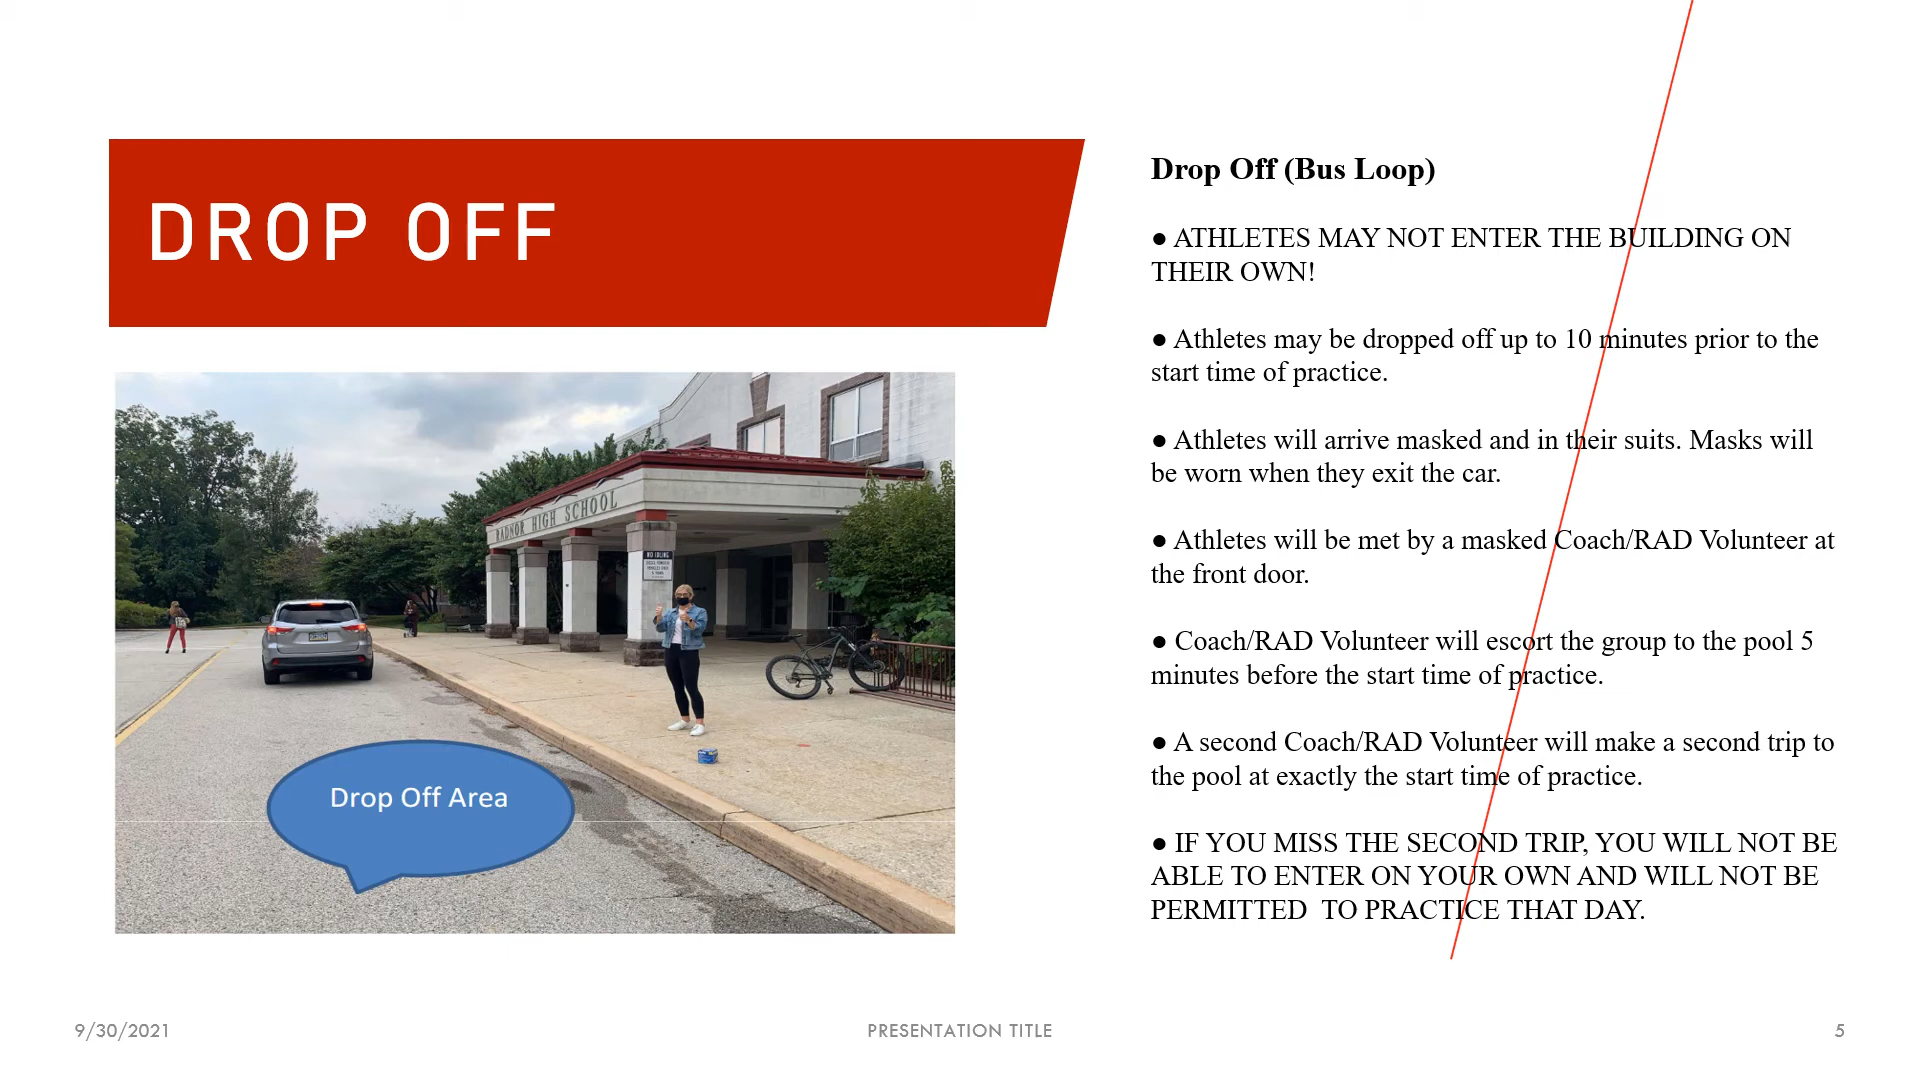 DROP OFF
RADNOR HIGH SCHOOL
NO IDLING
Drop Off Area
Drop Off (Bus Loop)
● ATHLETES MAY NOT ENTER THE BUILDING ON
THEIR OWN!
● Athletes may be dropped off up to 10 minutes prior to the
start time of practice.
● Athletes will arrive masked and in their suits. Masks will
be worn when they exit the car.
● Athletes will be met by a masked Coach/RAD Volunteer at
the front door.
● Coach/RAD Volunteer will escort the group to the pool 5
minutes before the start time of practice.
● A second Coach/RAD Volunteer will make a second trip to
the pool at exactly the start time of practice.
● IF YOU MISS THE SECOND TRIP, YOU WILL NOT BE
ABLE TO ENTER ON YOUR OWN AND WILL NOT BE
PERMITTED  TO PRACTICE THAT DAY.
9/30/2021
PRESENTATION TITLE
5